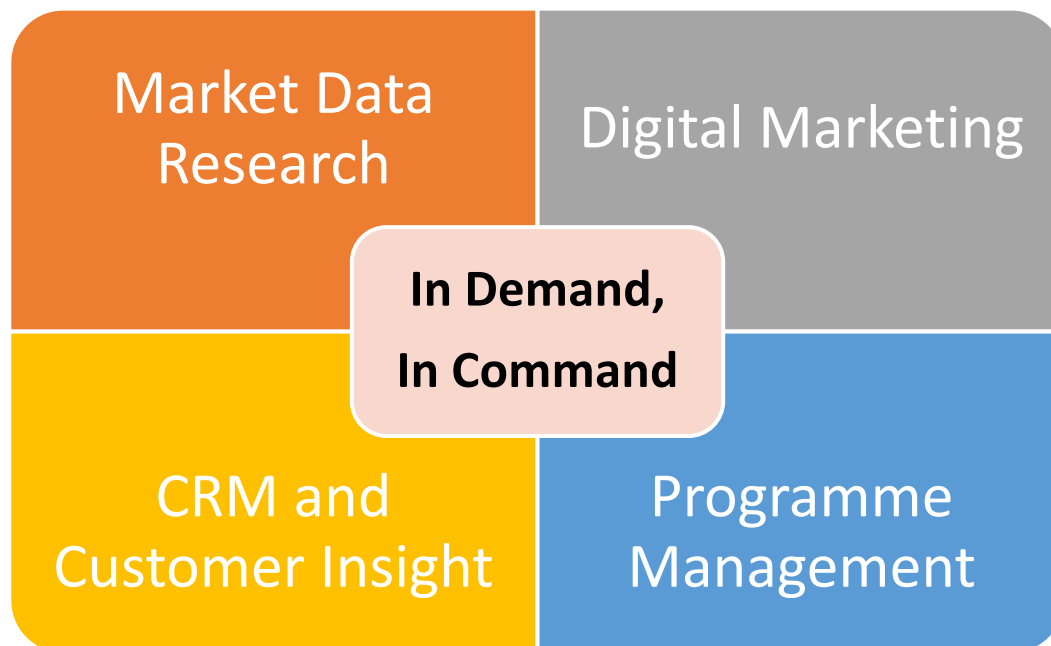 Market Data
Research
Digital Marketing
In Demand,
In Command
CRM and
Customer Insight
Programme
Management